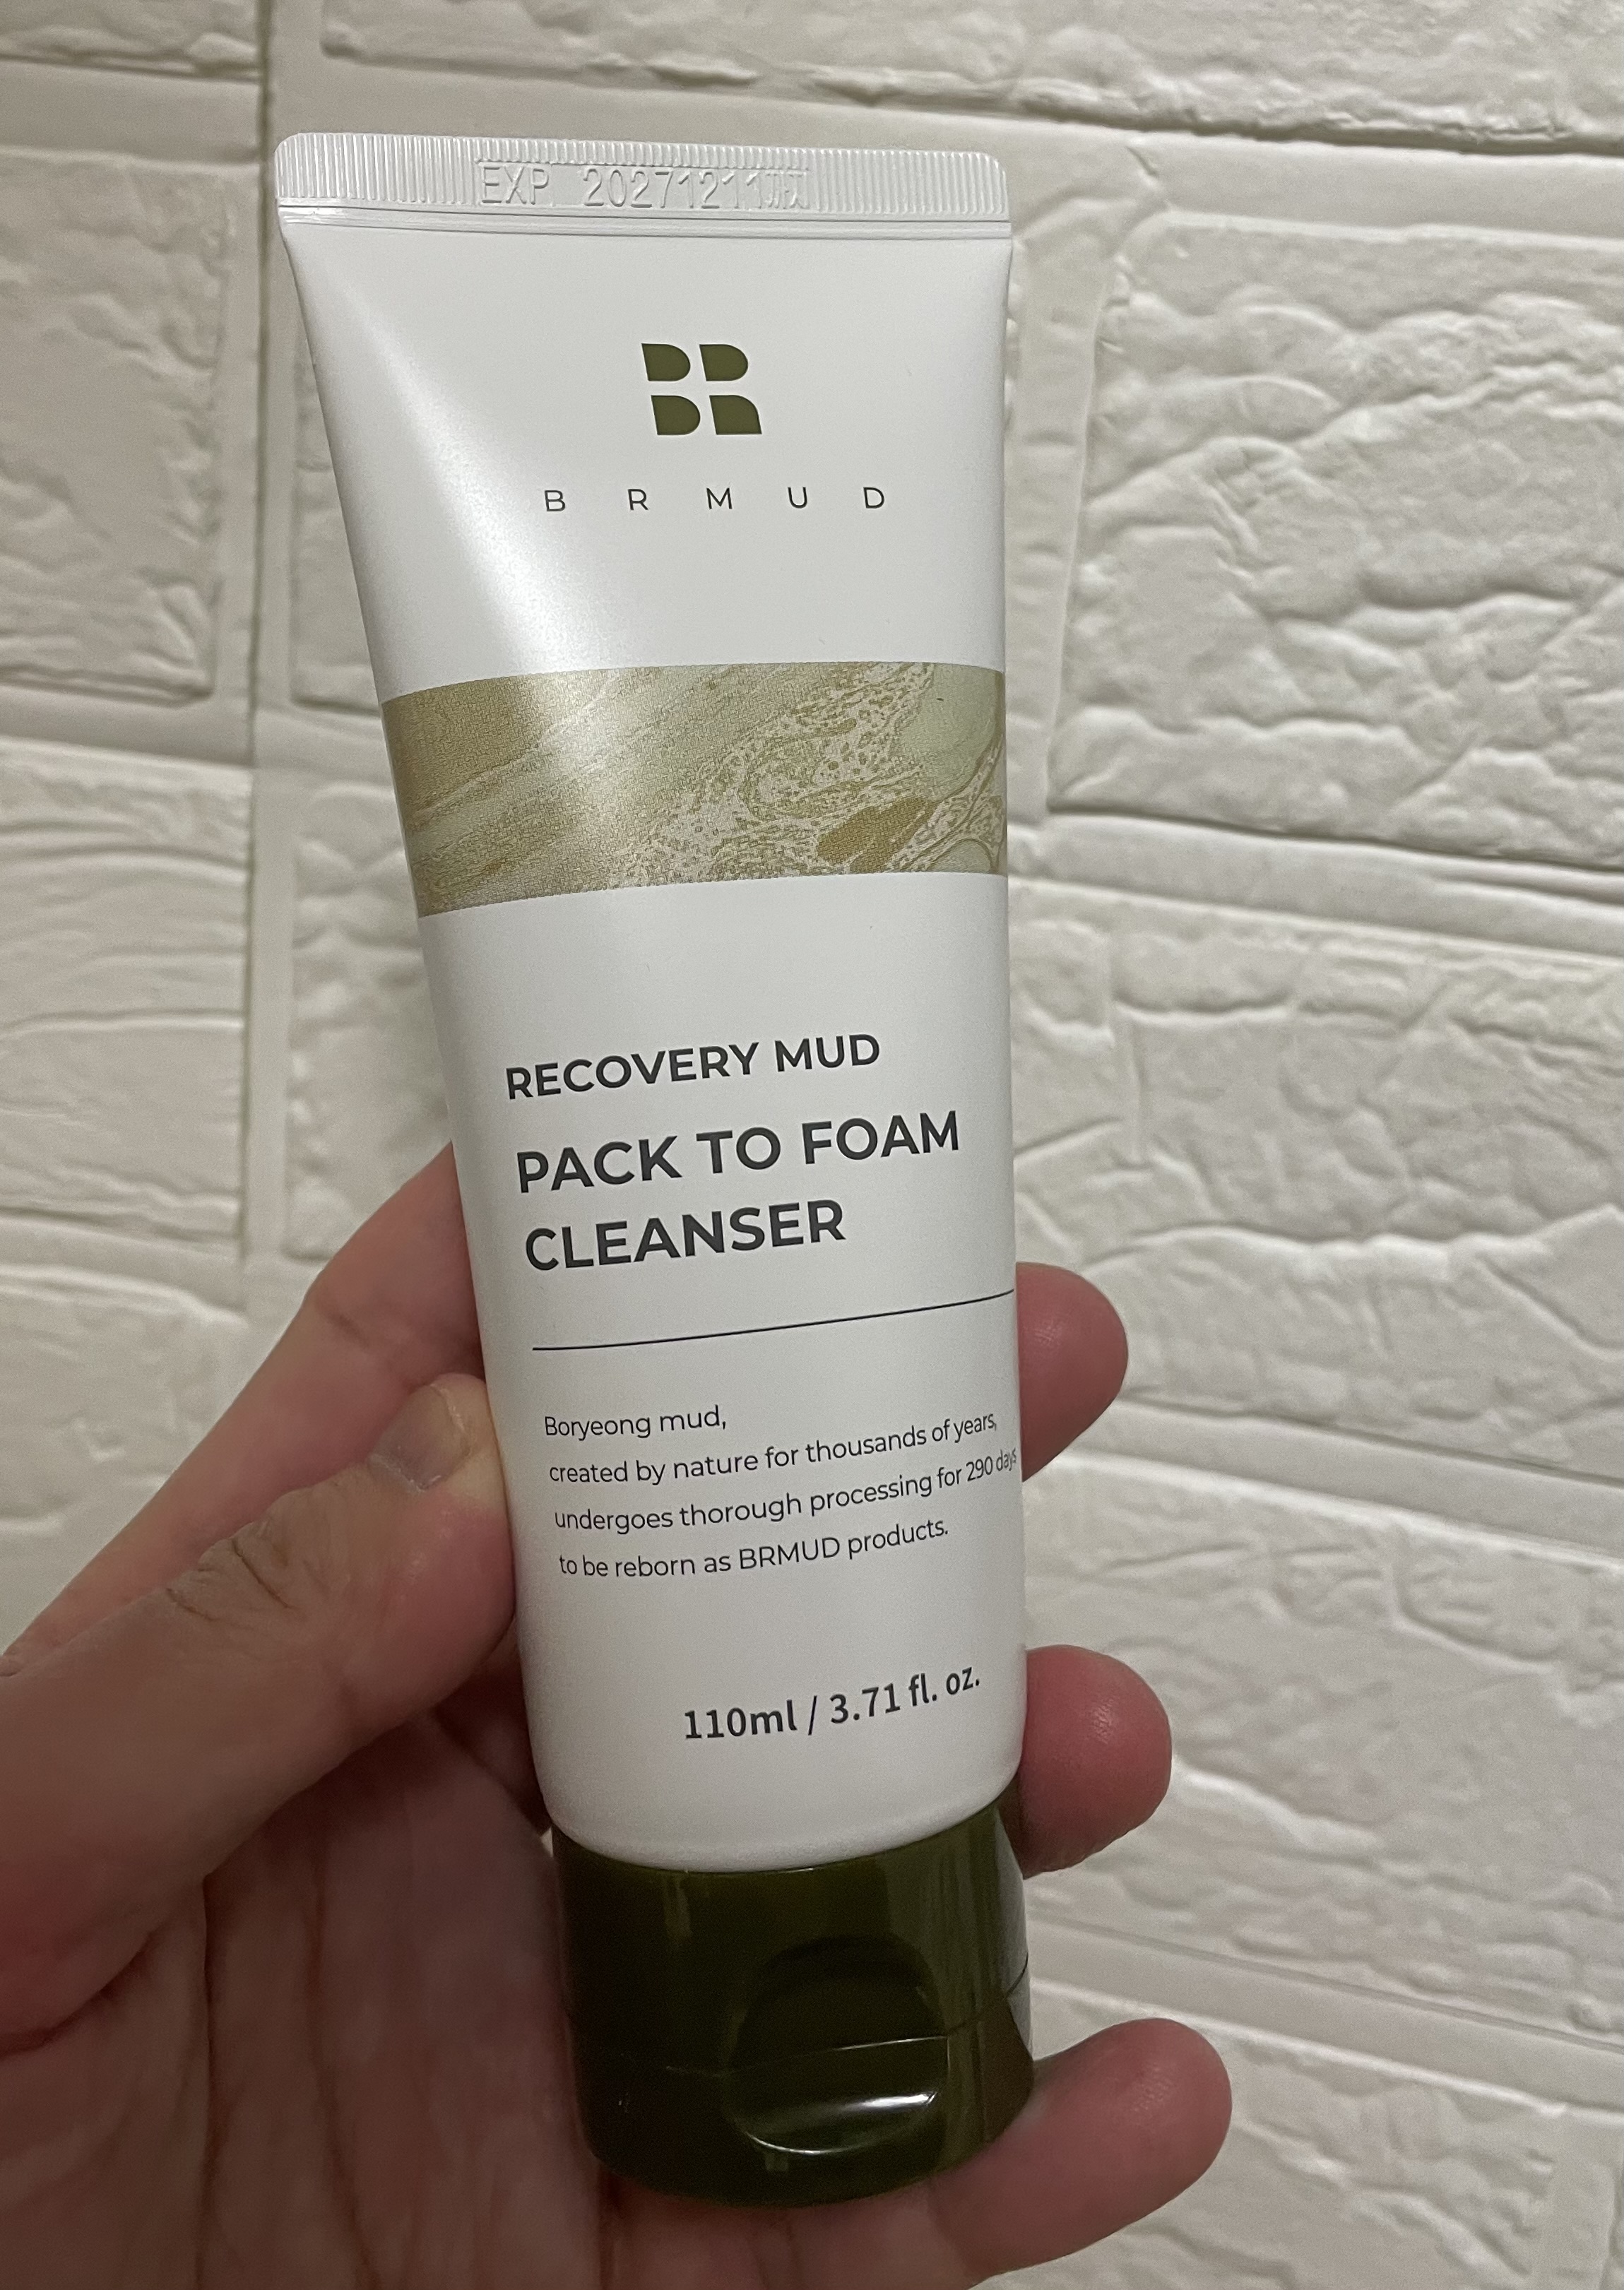 EXP 20271211
BRMUD
RECOVERY MUD
PACK TO FOAM
CLEANSER
Boryeong mud,
created by nature for thousands of years,
undergoes thorough processing for 290 days
to be reborn as BRMUD products.
110ml / 3.71 fl. oz.